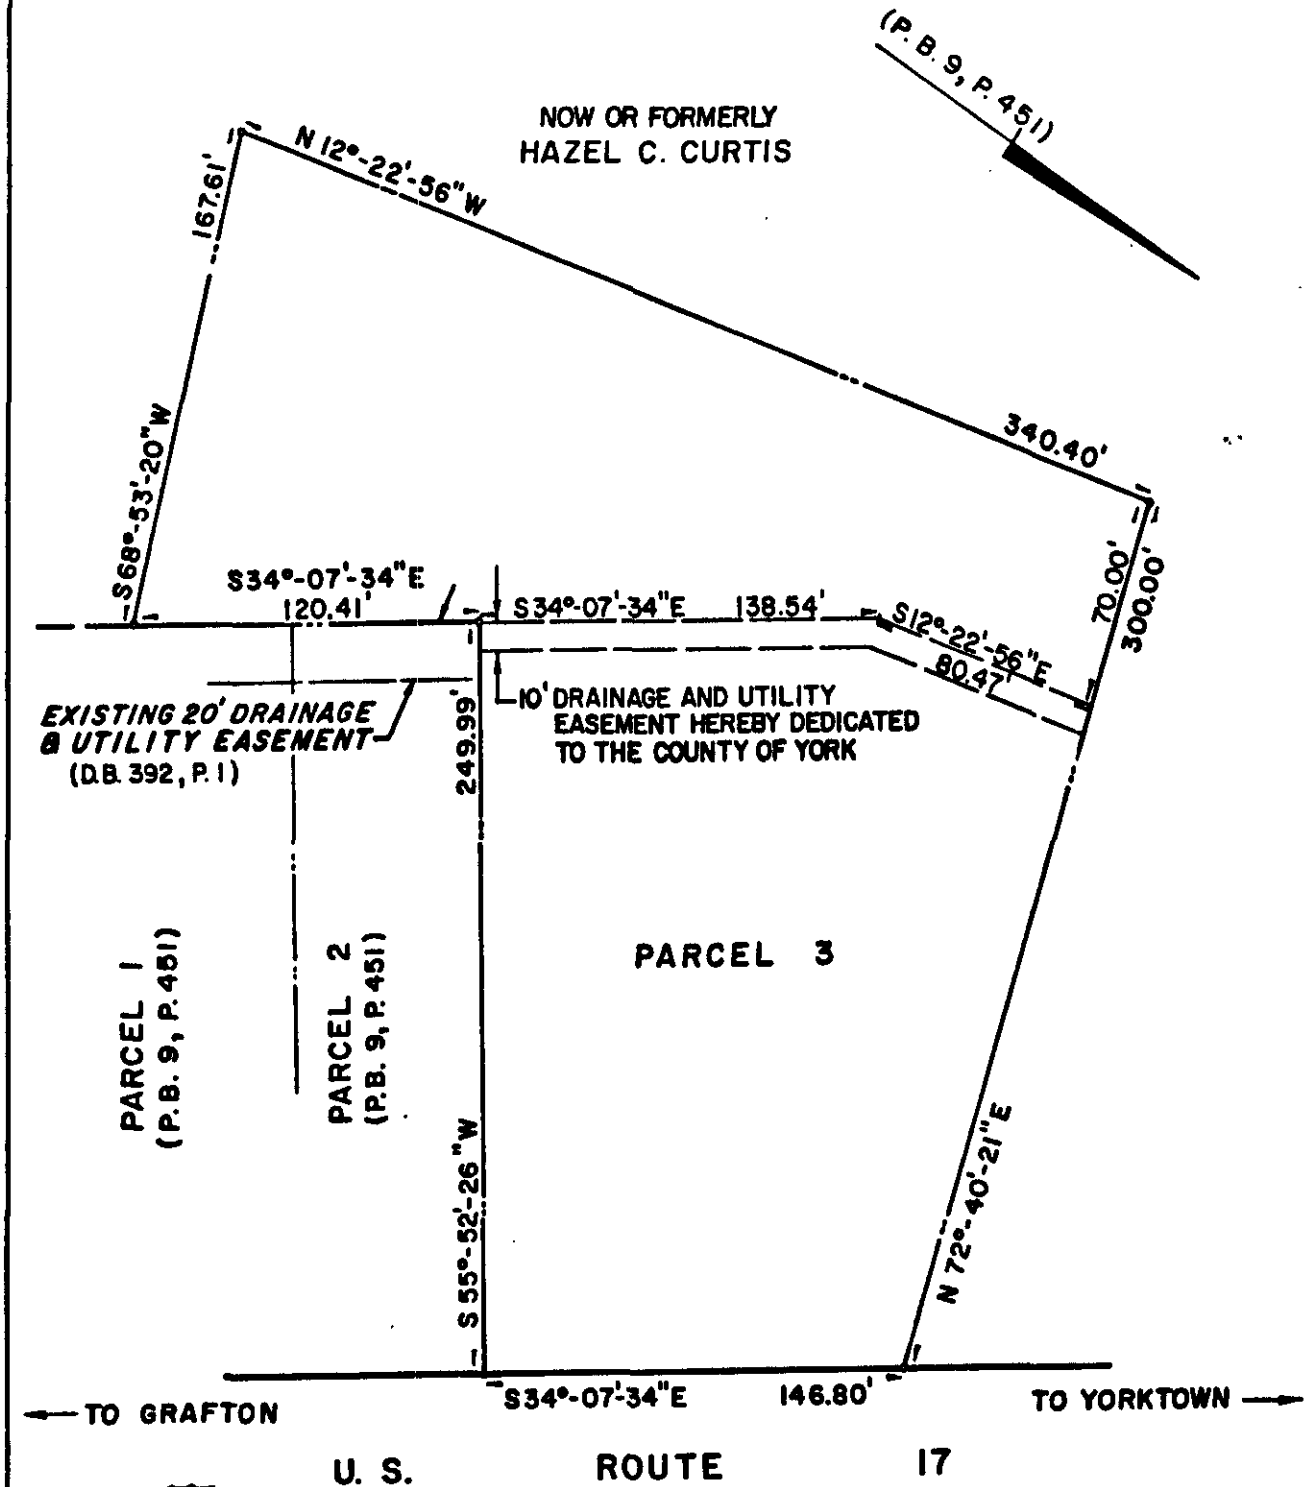 (P. B. 9, P. 451)
NOW OR FORMERLY
HAZEL C. CURTIS
N 12°-22'-56" W
340.40'
167.61'
S 68°-53'-20" W
70.00'
300.00'
S34°-07'-34"E
120.41'
S34°-07'-34"E 138.54'
S12°-22'-56"E
80.47'
EXISTING 20' DRAINAGE
& UTILITY EASEMENT
(D.B. 392, P. 1)
10' DRAINAGE AND UTILITY
EASEMENT HEREBY DEDICATED
TO THE COUNTY OF YORK
249.99'
S 55°-52'-26" W
PARCEL 1
(P.B. 9, P. 451)
PARCEL 2
(P.B. 9, P. 451)
PARCEL 3
N 72°-40'-21" E
S34°-07'-34"E 146.80'
TO GRAFTON
TO YORKTOWN
U. S. ROUTE 17